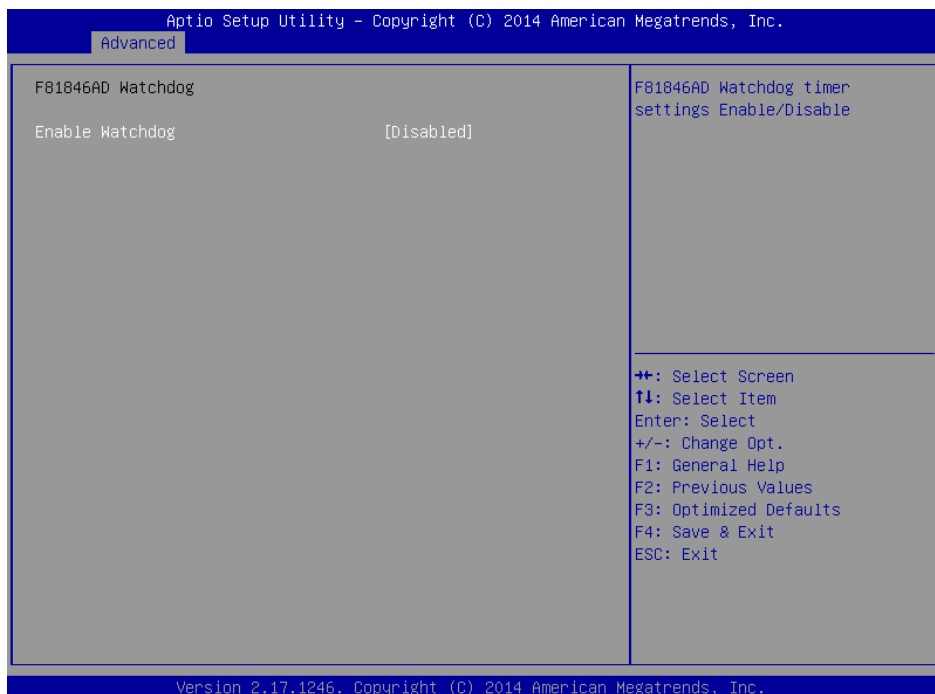 Aptio Setup Utility – Copyright (C) 2014 American Megatrends, Inc.
Advanced
F81846AD Watchdog
Enable Watchdog [Disabled]
F81846AD Watchdog timer
settings Enable/Disable
→←: Select Screen
↑↓: Select Item
Enter: Select
+/-: Change Opt.
F1: General Help
F2: Previous Values
F3: Optimized Defaults
F4: Save & Exit
ESC: Exit
Version 2.17.1246. Copyright (C) 2014 American Megatrends, Inc.